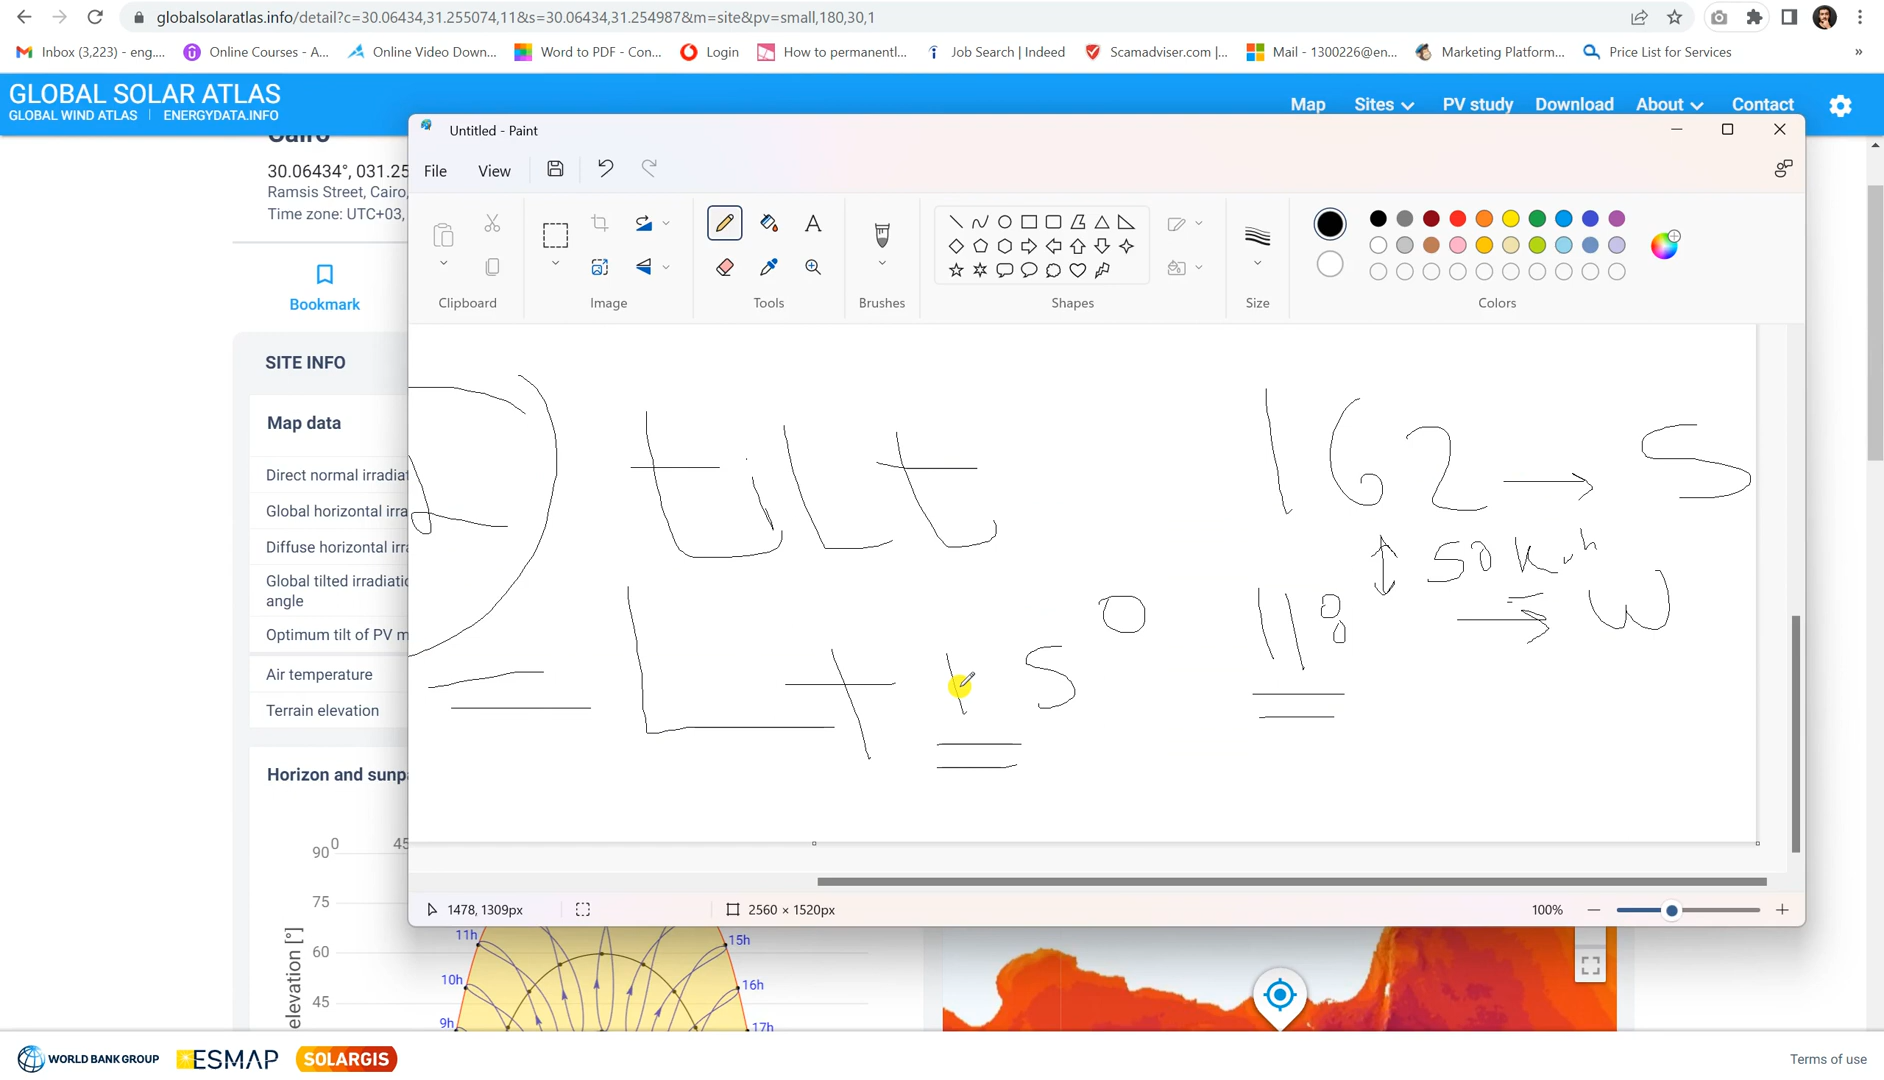 globalsolaratlas.info/detail?c=30.06434,31.255074,11&s=30.06434,31.254987&m=site&pv=small,180,30,1
Inbox (3,223) - eng....
Online Courses - A...
Online Video Down...
Word to PDF - Con...
Login
How to permanentl...
Job Search | Indeed
Scamadviser.com |...
Mail - 1300226@en...
Marketing Platform...
Price List for Services
»
GLOBAL SOLAR ATLAS
GLOBAL WIND ATLAS | ENERGYDATA.INFO
Map
Sites
PV study
Download
About
Contact
Cairo
30.06434°, 031.25
Ramsis Street, Cairo,
Time zone: UTC+03,
Bookmark
SITE INFO
Map data
Direct normal irradiat
Global horizontal irra
Diffuse horizontal irra
Global tilted irradiatio
angle
Optimum tilt of PV m
Air temperature
Terrain elevation
Horizon and sunpa
0
45
90
75
60
45
elevation [°]
11h
10h
9h
15h
16h
17h
Untitled - Paint
File
View
Clipboard
Image
Tools
Brushes
Shapes
Size
Colors
tilt
162 → S
50 Kwh
118 → W
= L + 5°
1478, 1309px
2560 × 1520px
100%
WORLD BANK GROUP
ESMAP
SOLARGIS
Terms of use